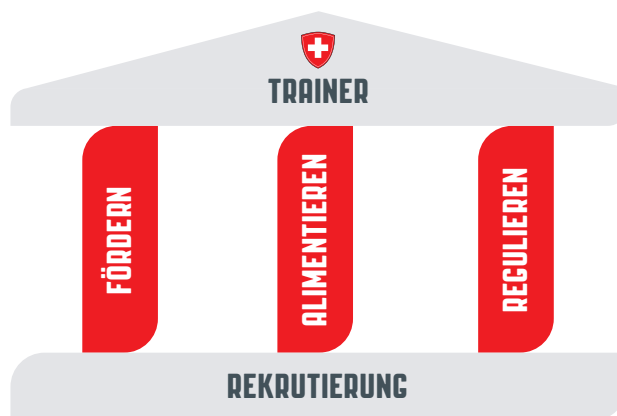 TRAINER
FÖRDERN
ALIMENTIEREN
REGULIEREN
REKRUTIERUNG